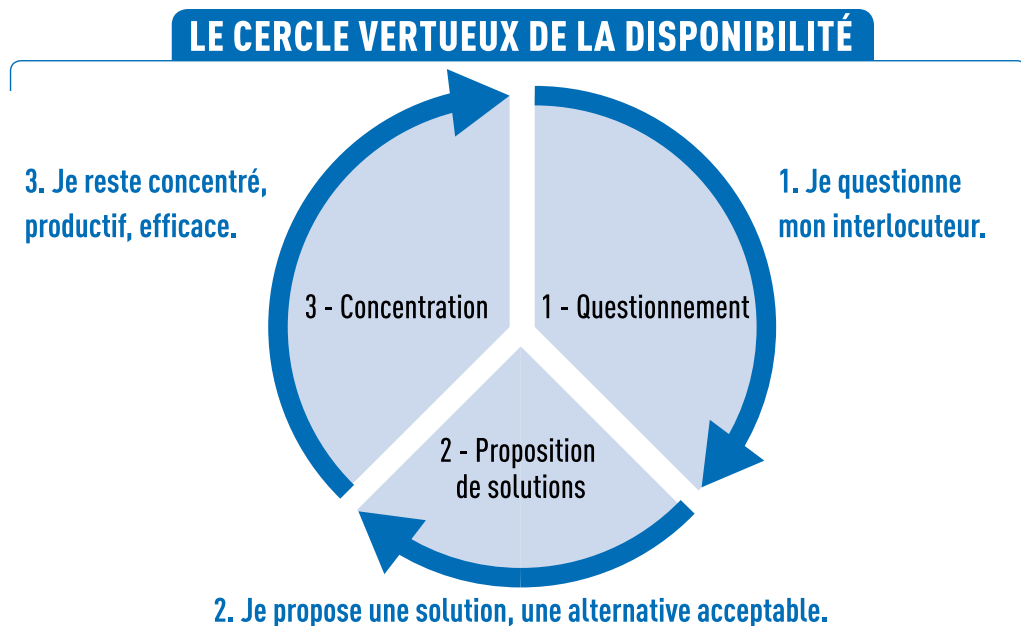 LE CERCLE VERTUEUX DE LA DISPONIBILITÉ
3. Je reste concentré,
productif, efficace.
1. Je questionne
mon interlocuteur.
3 - Concentration
1 - Questionnement
2 - Proposition
de solutions
2. Je propose une solution, une alternative acceptable.